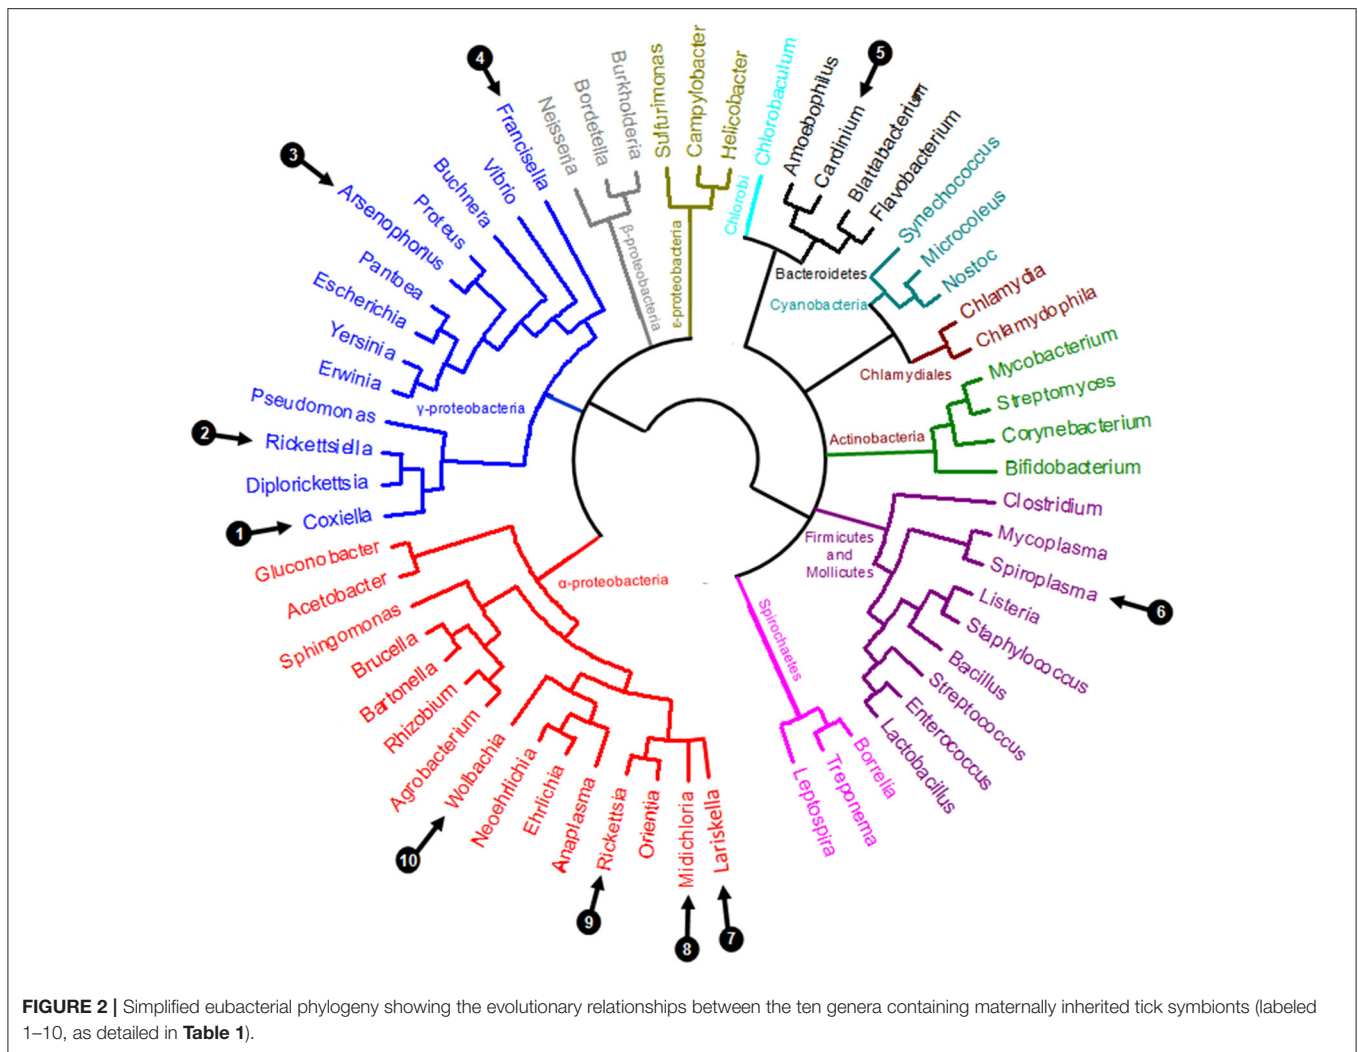 4
Francisella
Neisseria
Bordetella
Burkholderia
β-proteobacteria
Sulfurimonas
Campylobacter
Helicobacter
ε-proteobacteria
Chlorobaculum
Chlorobi
Amoebophilus
5
Cardinium
Blattabacterium
Flavobacterium
Bacteroidetes
Synechococcus
Microcoleus
Nostoc
Cyanobacteria
Chlamydia
Chlamydophila
Chlamydiales
Mycobacterium
Streptomyces
Corynebacterium
Bifidobacterium
Actinobacteria
Clostridium
Mycoplasma
Spiroplasma
6
Listeria
Staphylococcus
Bacillus
Streptococcus
Enterococcus
Lactobacillus
Firmicutes
and
Mollicutes
Spirochaetes
Borrelia
Treponema
Leptospira
3
Arsenophonus
Proteus
Buchnera
Vibrio
Pantoea
Escherichia
Yersinia
Erwinia
γ-proteobacteria
Pseudomonas
2
Rickettsiella
Diplorickettsia
1
Coxiella
Gluconobacter
Acetobacter
α-proteobacteria
Sphingomonas
Brucella
Bartonella
Rhizobium
Agrobacterium
Wolbachia
10
Neoehrlichia
Ehrlichia
Anaplasma
Rickettsia
9
Orientia
Midichloria
8
Lariskella
7
FIGURE 2 | Simplified eubacterial phylogeny showing the evolutionary relationships between the ten genera containing maternally inherited tick symbionts (labeled
1–10, as detailed in Table 1).